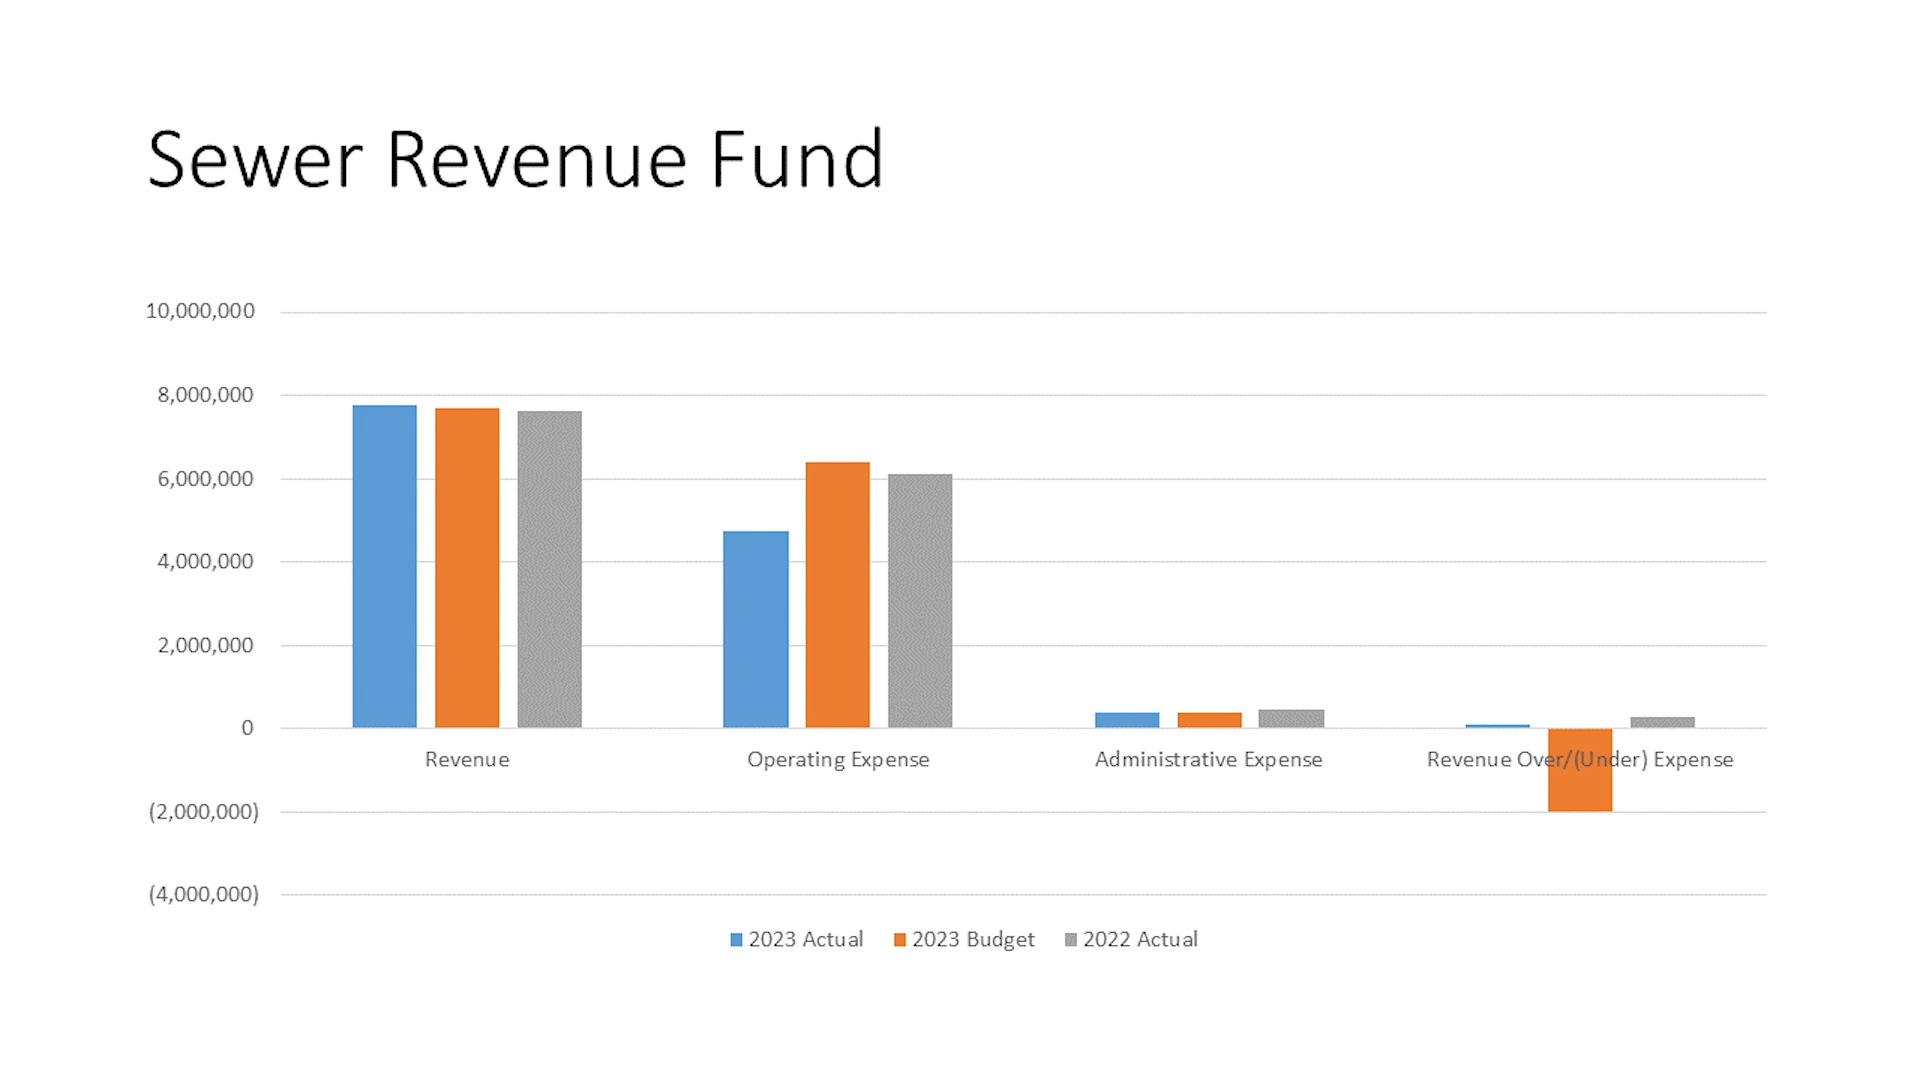 Sewer Revenue Fund
10,000,000
8,000,000
6,000,000
4,000,000
2,000,000
0
Revenue Operating Expense Administrative Expense Revenue Over/(Under) Expense
(2,000,000)
(4,000,000)
2023 Actual 2023 Budget 2022 Actual